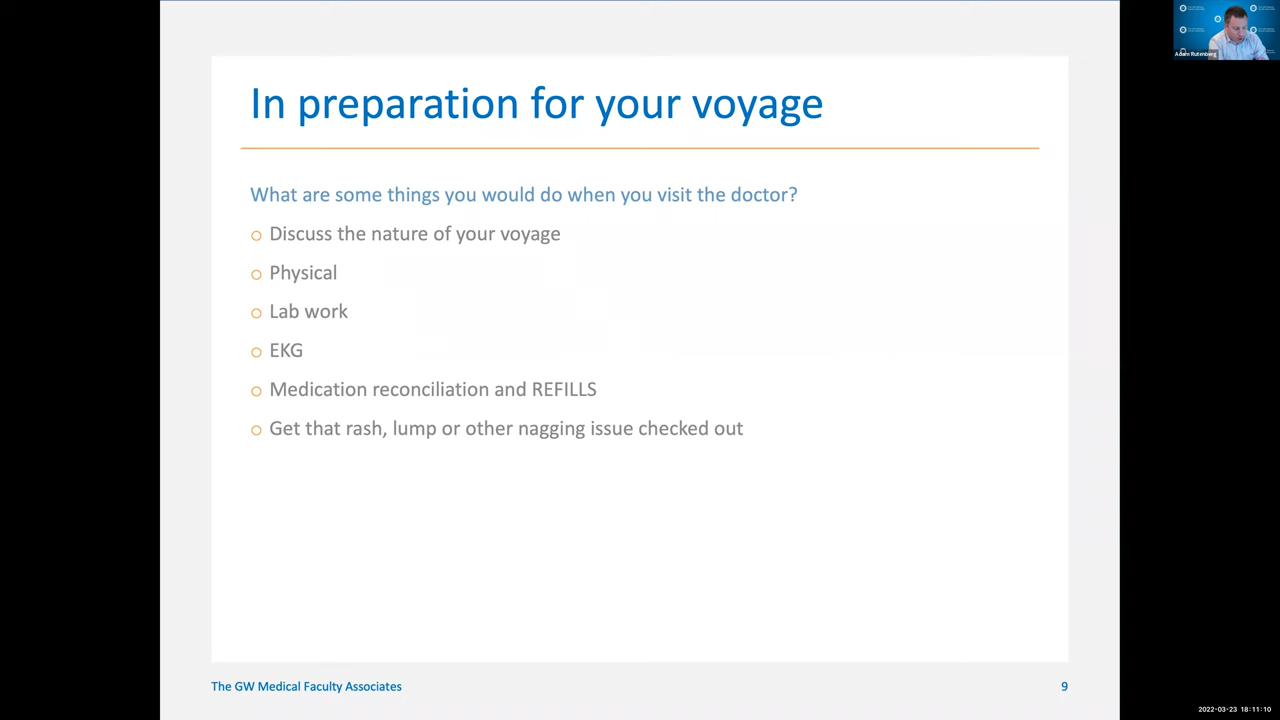 In preparation for your voyage
What are some things you would do when you visit the doctor?
Discuss the nature of your voyage
Physical
Lab work
EKG
Medication reconciliation and REFILLS
Get that rash, lump or other nagging issue checked out
The GW Medical Faculty Associates
9
Adam Rutenberg
2022-03-23 18:11:10